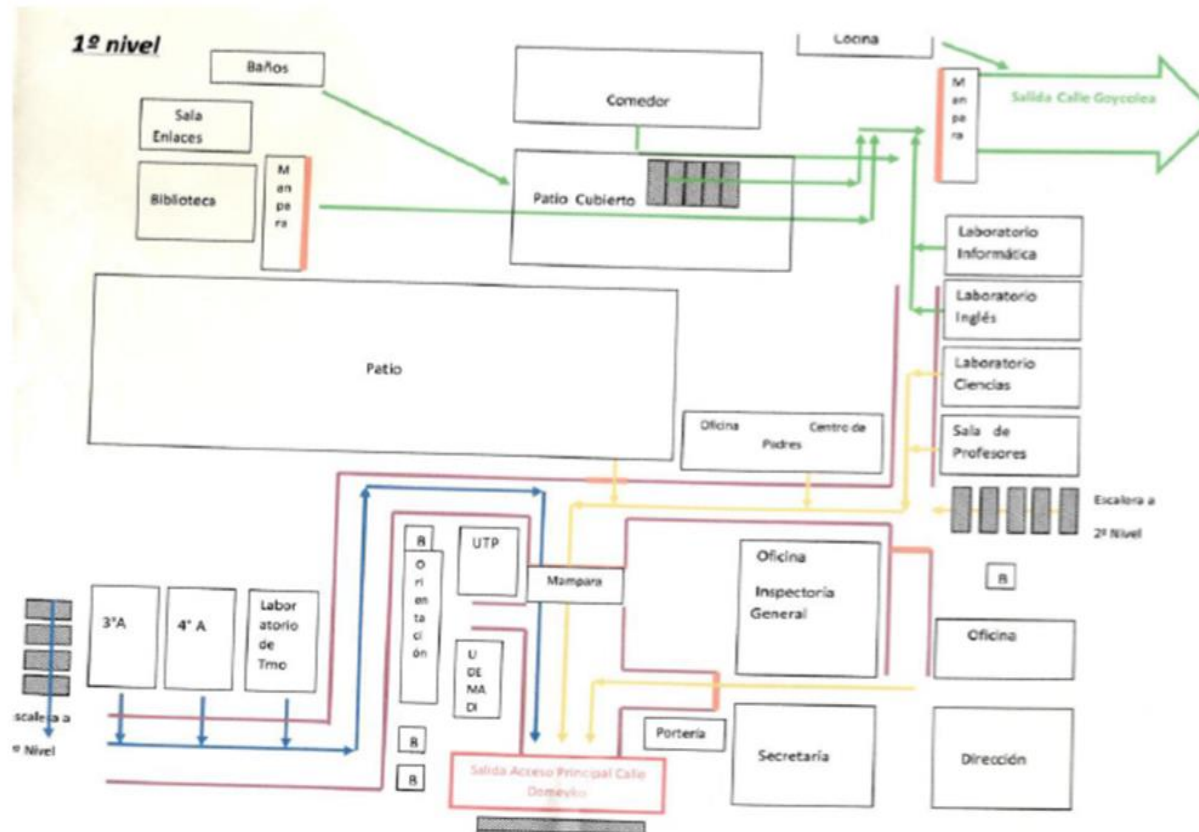 1º nivel
Cocina
Baños
Comedor
M
an
pa
ra
Salida Calle Goycolea
Sala
Enlaces
Biblioteca
M
an
pa
ra
Patio Cubierto
Laboratorio
Informática
Laboratorio
Inglés
Patio
Laboratorio
Ciencias
Oficina Centro de
Padres
Sala de
Profesores
Escalera a
2º Nivel
B
O
ri
en
ta
ci
ón
UTP
Mampara
Oficina
Inspectoría
General
B
3°A
4° A
Labor
atorio
de
Tmo
U
DE
MA
DI
Oficina
scalera a
º Nivel
B
B
Portería
Secretaría
Dirección
Salida Acceso Principal Calle
Domeyko